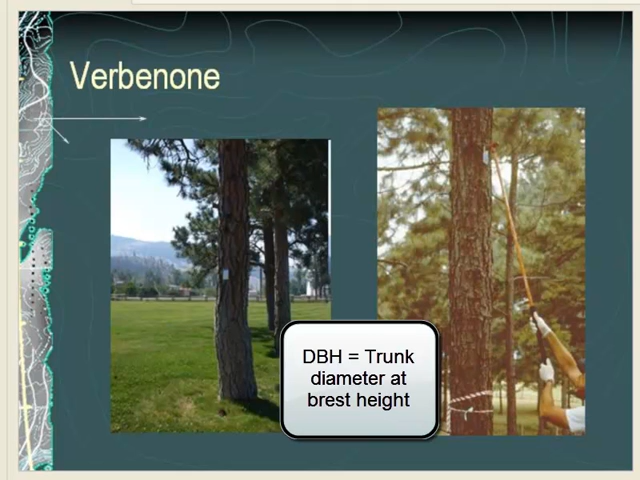 Verbenone
DBH = Trunk
diameter at
brest height